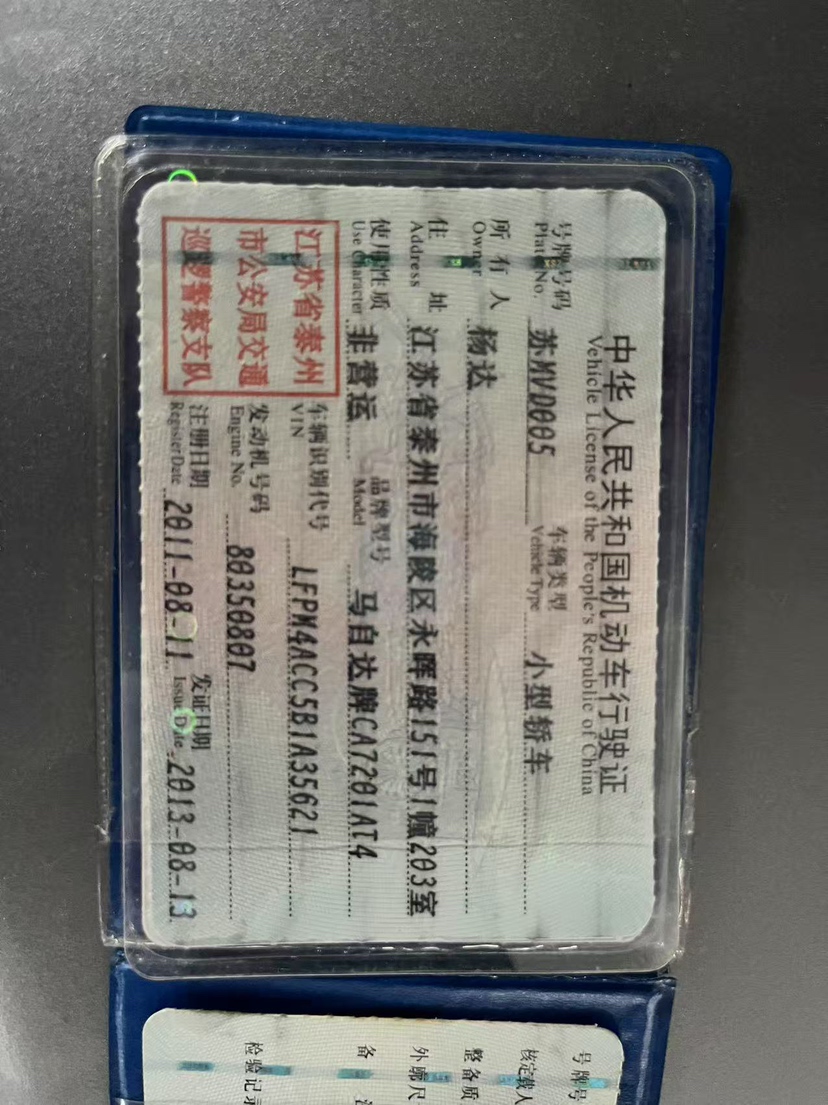 中华人民共和国机动车行驶证
Vehicle License of the People's Republic of China
号牌号码 苏MVD005 车辆类型 小型轿车
Plate No. Vehicle Type
所有人 杨达
Owner
住址 江苏省泰州市海陵区永晖路151号1幢203室
Address
使用性质 非营运 品牌型号 马自达牌CA7201AT4
Use Character Model
江苏省泰州
市公安局交通
巡逻警察支队
车辆识别代号 LFPM4ACC5B1A35621
VIN
发动机号码 80350807
Engine No.
注册日期 2011-08-11 发证日期 2013-08-13
Register Date Issue Date
号牌号
核定载人
整备质
外廓尺
备
检验记录